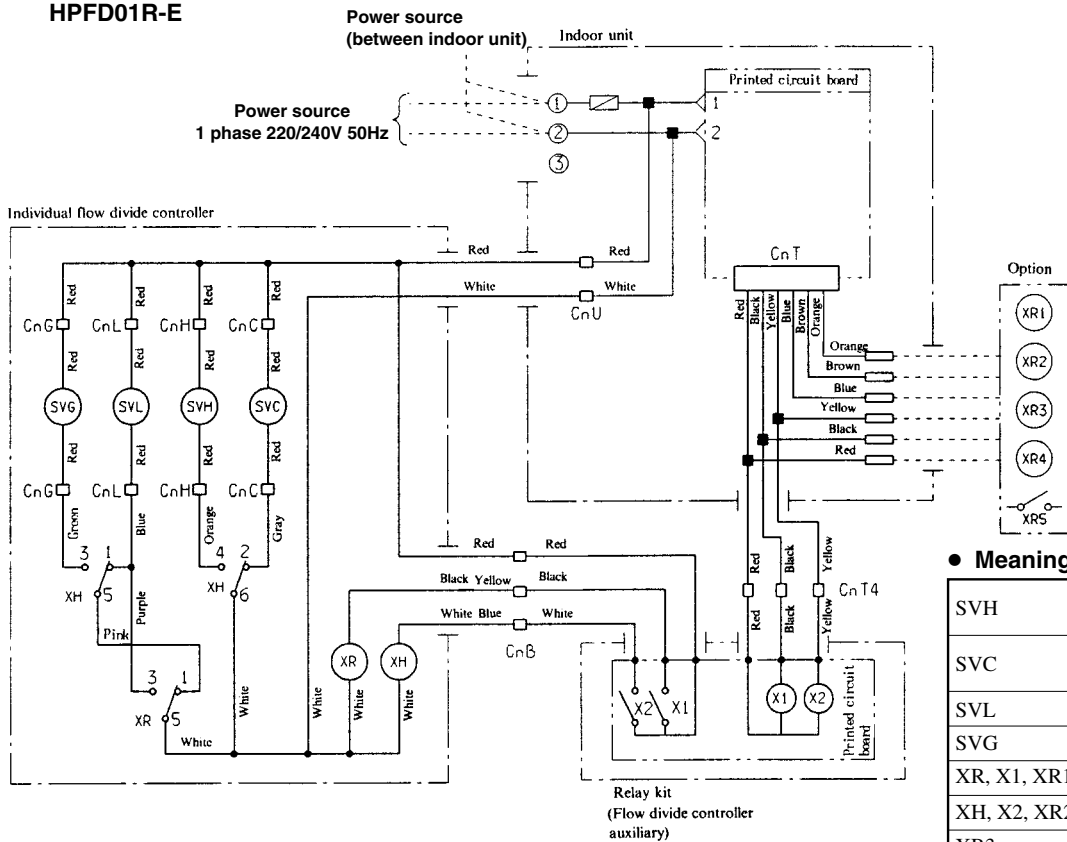 HPFD01R-E
Power source
(between indoor unit)
Indoor unit
Printed circuit board
1
1
Power source
1 phase 220/240V 50Hz
2
2
3
Individual flow divide controller
Red
Red
White
White
CnU
CnT
Option
Red
Red
Red
Red
CnG
CnL
CnH
CnC
Red
Black
Yellow
Blue
Brown
Orange
XR1
Orange
XR2
Brown
Blue
XR3
Yellow
Black
Red
XR4
XR5
Red
Red
Red
Red
SVG
SVL
SVH
SVC
Red
Red
Red
Red
CnG
CnL
CnH
CnC
Green
Blue
Orange
Gray
3
1
4
2
XH
5
XH
6
Purple
Pink
Red
Red
Black Yellow
Black
White Blue
White
CnB
Red
Black
Yellow
CnT4
Red
Black
Yellow
• Meaning
SVH
SVC
SVL
SVG
XR, X1, XR1
XH, X2, XR2
XR
XH
3
1
XR
5
White
White
White
White
White
X2
X1
X1
X2
Printed circuit
board
Relay kit
(Flow divide controller
auxiliary)